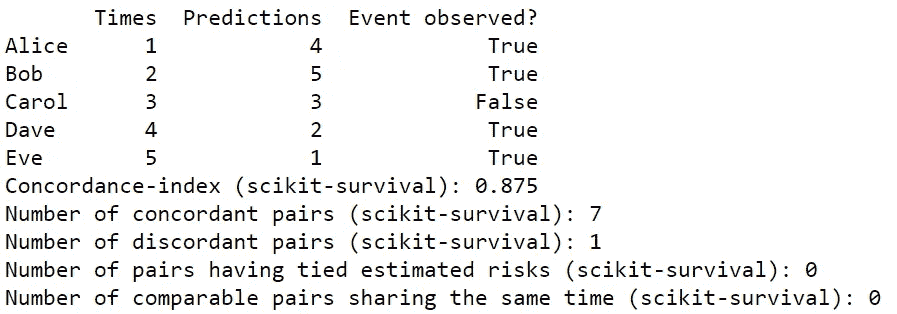 Times Predictions Event observed?
Alice 1 4 True
Bob 2 5 True
Carol 3 3 False
Dave 4 2 True
Eve 5 1 True
Concordance-index (scikit-survival): 0.875
Number of concordant pairs (scikit-survival): 7
Number of discordant pairs (scikit-survival): 1
Number of pairs having tied estimated risks (scikit-survival): 0
Number of comparable pairs sharing the same time (scikit-survival): 0